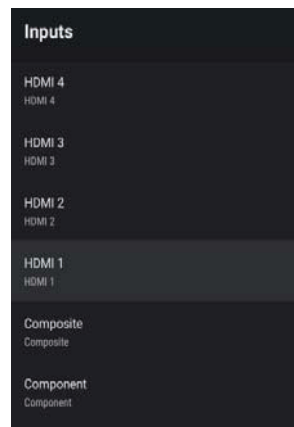 Inputs
HDMI 4
HDMI 4
HDMI 3
HDMI 3
HDMI 2
HDMI 2
HDMI 1
HDMI 1
Composite
Composite
Component
Component